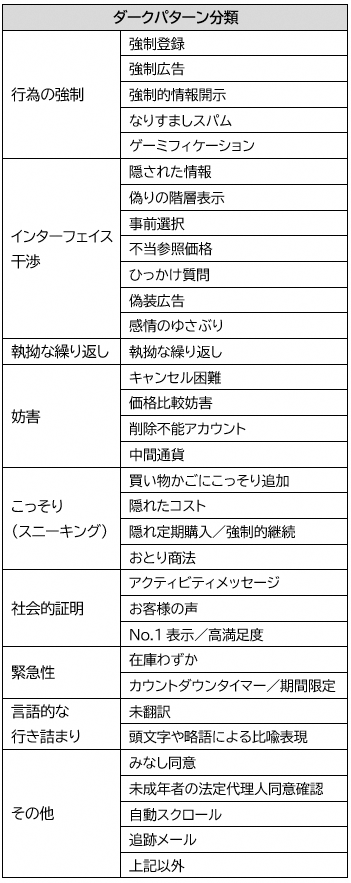 ダークパターン分類
行為の強制
強制登録
強制広告
強制的情報開示
なりすましスパム
ゲーミフィケーション
インターフェイス
干渉
隠された情報
偽りの階層表示
事前選択
不当参照価格
ひっかけ質問
偽装広告
感情のゆさぶり
執拗な繰り返し
執拗な繰り返し
妨害
キャンセル困難
価格比較妨害
削除不能アカウント
中間通貨
こっそり
（スニーキング）
買い物かごにこっそり追加
隠れたコスト
隠れ定期購入／強制的継続
おとり商法
社会的証明
アクティビティメッセージ
お客様の声
No.1 表示／高満足度
緊急性
在庫わずか
カウントダウンタイマー／期間限定
言語的な
行き詰まり
未翻訳
頭文字や略語による比喩表現
その他
みなし同意
未成年者の法定代理人同意確認
自動スクロール
追跡メール
上記以外